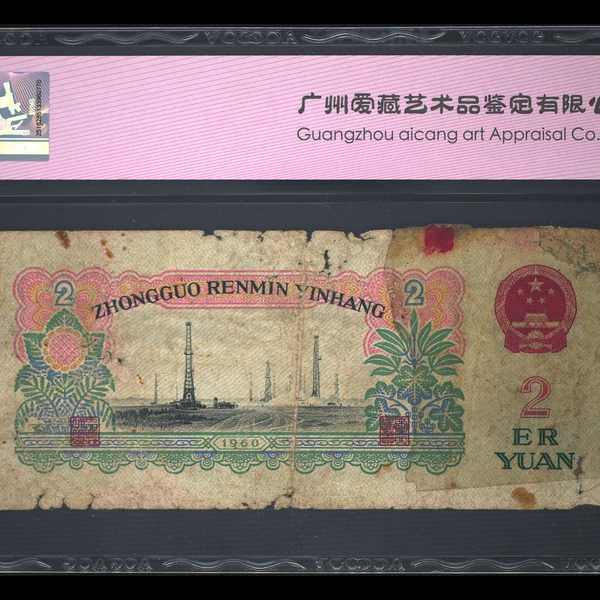 广州爱藏艺术品鉴定有限
Guangzhou aicang art Appraisal Co.
2
2
ZHONGGUO RENMIN YINHANG
1960
2
ER
YUAN